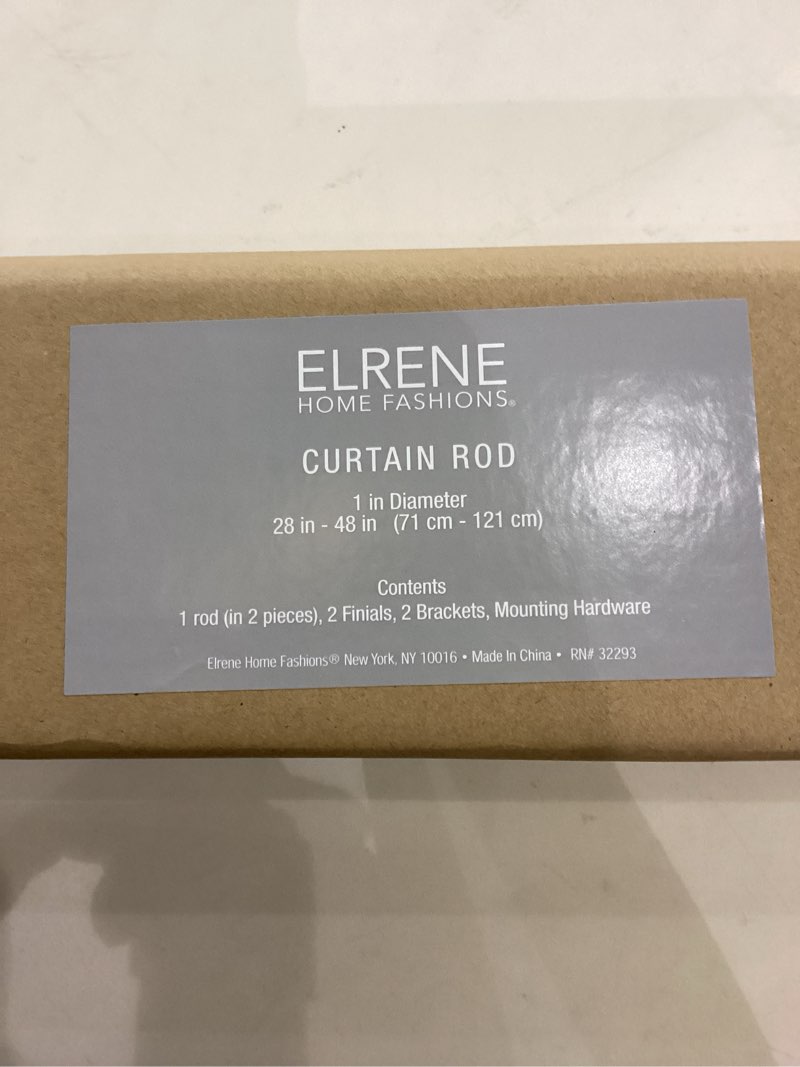 ELRENE
HOME FASHIONS®
CURTAIN ROD
1 in Diameter
28 in - 48 in (71 cm - 121 cm)
Contents
1 rod (in 2 pieces), 2 Finials, 2 Brackets, Mounting Hardware
Elrene Home Fashions® New York, NY 10016 • Made In China • RN# 32293